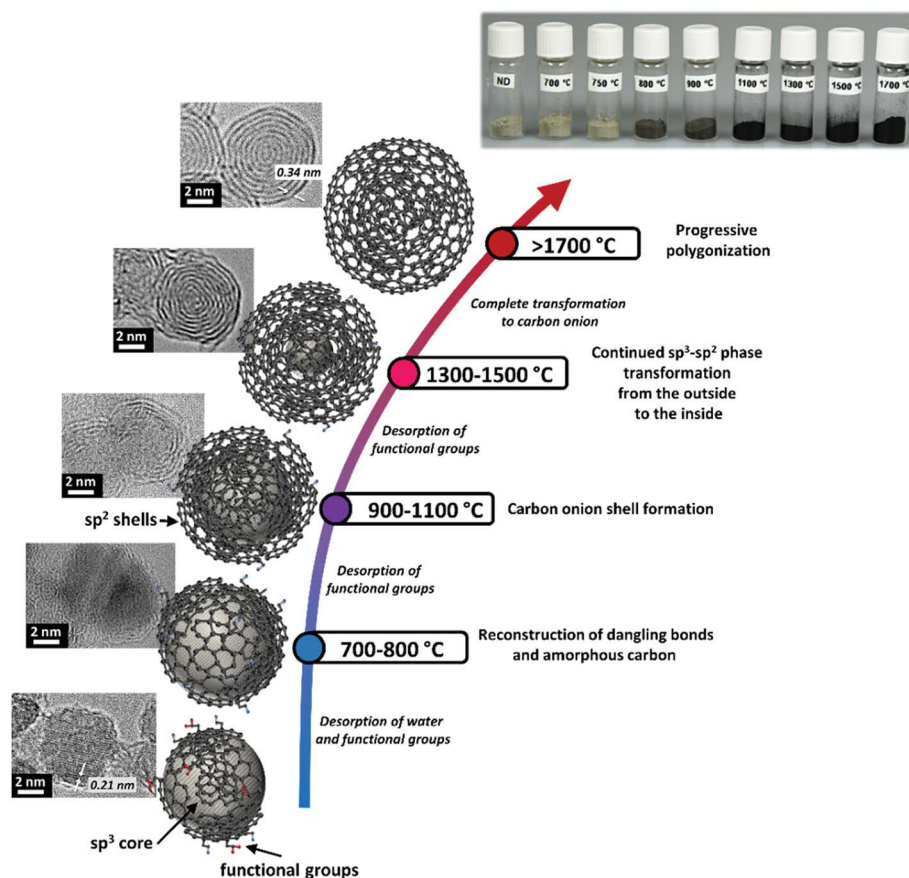 ND
700 °C
750 °C
800 °C
900 °C
1100 °C
1300 °C
1500 °C
1700 °C
0.34 nm
2 nm
>1700 °C
Progressive
polygonization
Complete transformation
to carbon onion
2 nm
1300-1500 °C
Continued sp³-sp² phase
transformation
from the outside
to the inside
Desorption of
functional groups
2 nm
sp² shells
900-1100 °C
Carbon onion shell formation
Desorption of
functional groups
2 nm
700-800 °C
Reconstruction of dangling bonds
and amorphous carbon
Desorption of water
and functional groups
2 nm
0.21 nm
sp³ core
functional groups